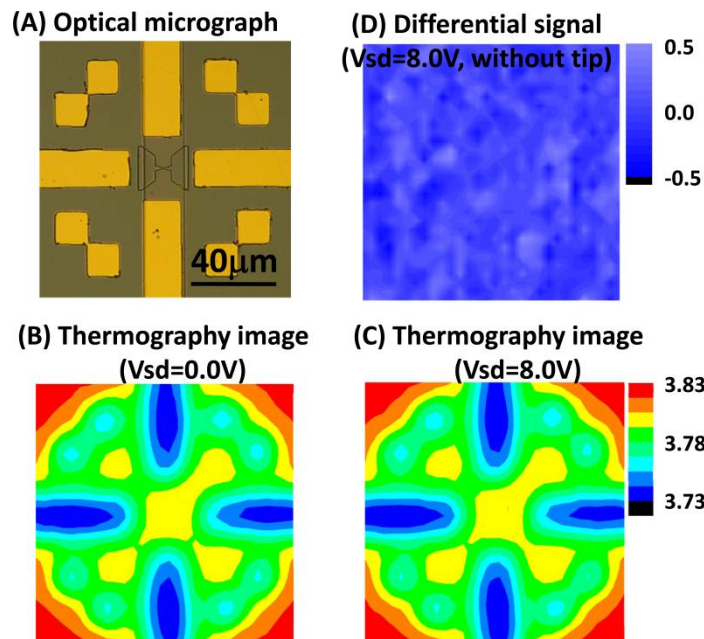 (A) Optical micrograph
40μm
(D) Differential signal
(Vsd=8.0V, without tip)
0.5
0.0
-0.5
(B) Thermography image
(Vsd=0.0V)
(C) Thermography image
(Vsd=8.0V)
3.83
3.78
3.73